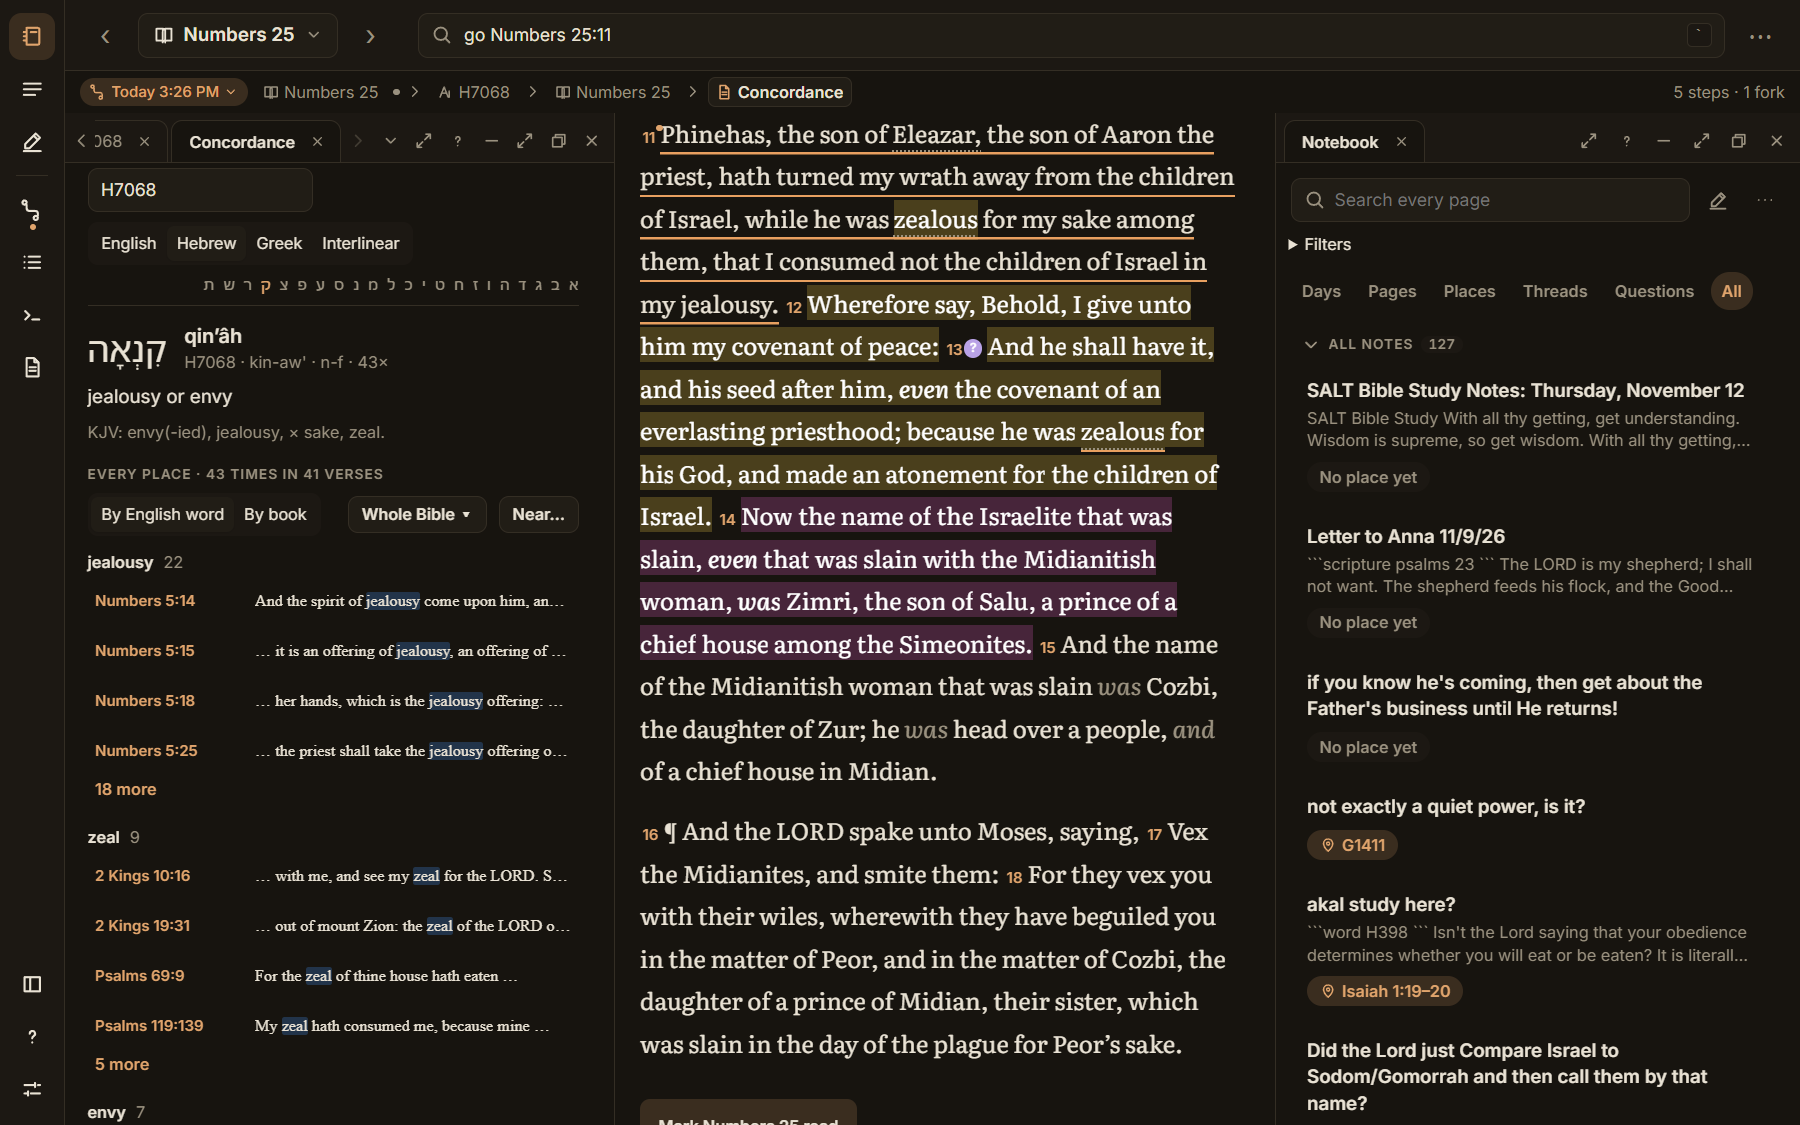 Numbers 25
go Numbers 25:11
`
Today 3:26 PM
Numbers 25
H7068
Numbers 25
Concordance
5 steps · 1 fork
068
Concordance
?
H7068
English Hebrew Greek Interlinear
א ב ג ד ה ו ז ח ט י כ ל מ נ ס ע פ צ ק ר ש ת
קִנְאָה
qin’âh
H7068 · kin-aw' · n-f · 43×
jealousy or envy
KJV: envy(-ied), jealousy, × sake, zeal.
EVERY PLACE · 43 TIMES IN 41 VERSES
By English word By book Whole Bible Near...
jealousy 22
Numbers 5:14 And the spirit of jealousy come upon him, an…
Numbers 5:15 … it is an offering of jealousy, an offering of …
Numbers 5:18 … her hands, which is the jealousy offering: …
Numbers 5:25 … the priest shall take the jealousy offering o…
18 more
zeal 9
2 Kings 10:16 … with me, and see my zeal for the LORD. S…
2 Kings 19:31 … out of mount Zion: the zeal of the LORD o…
Psalms 69:9 For the zeal of thine house hath eaten …
Psalms 119:139 My zeal hath consumed me, because mine …
5 more
envy 7
?
11 Phinehas, the son of Eleazar, the son of Aaron the
priest, hath turned my wrath away from the children
of Israel, while he was zealous for my sake among
them, that I consumed not the children of Israel in
my jealousy. 12 Wherefore say, Behold, I give unto
him my covenant of peace: 13 ? And he shall have it,
and his seed after him, even the covenant of an
everlasting priesthood; because he was zealous for
his God, and made an atonement for the children of
Israel. 14 Now the name of the Israelite that was
slain, even that was slain with the Midianitish
woman, was Zimri, the son of Salu, a prince of a
chief house among the Simeonites. 15 And the name
of the Midianitish woman that was slain was Cozbi,
the daughter of Zur; he was head over a people, and
of a chief house in Midian.
16 ¶ And the LORD spake unto Moses, saying, 17 Vex
the Midianites, and smite them: 18 For they vex you
with their wiles, wherewith they have beguiled you
in the matter of Peor, and in the matter of Cozbi, the
daughter of a prince of Midian, their sister, which
was slain in the day of the plague for Peor’s sake.
Mark Numbers 25 read
Notebook
?
Search every page
Filters
Days Pages Places Threads Questions All
ALL NOTES 127
SALT Bible Study Notes: Thursday, November 12
SALT Bible Study With all thy getting, get understanding.
Wisdom is supreme, so get wisdom. With all thy getting,...
No place yet
Letter to Anna 11/9/26
```scripture psalms 23 ``` The LORD is my shepherd; I shall
not want. The shepherd feeds his flock, and the Good...
No place yet
if you know he's coming, then get about the
Father's business until He returns!
No place yet
not exactly a quiet power, is it?
G1411
akal study here?
```word H398 ``` Isn't the Lord saying that your obedience
determines whether you will eat or be eaten? It is literall...
Isaiah 1:19–20
Did the Lord just Compare Israel to
Sodom/Gomorrah and then call them by that
name?